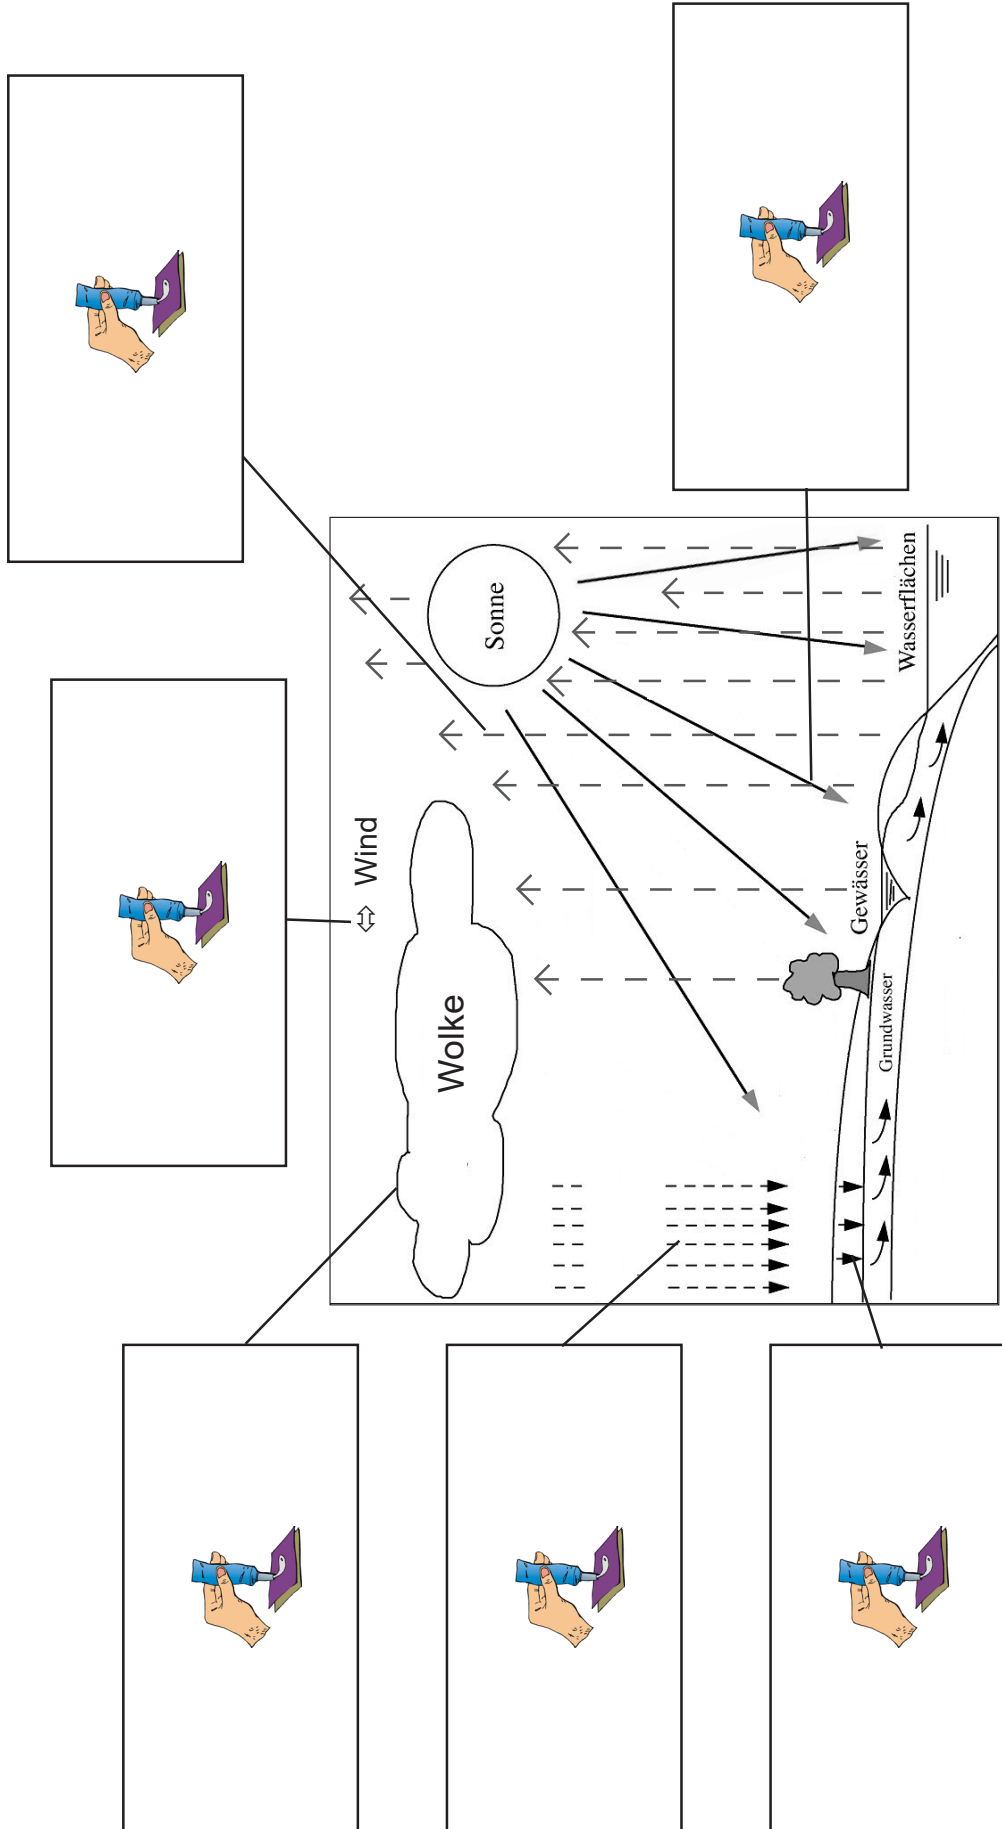 Wind
Wolke
Sonne
Gewässer
Wasserflächen
Grundwasser